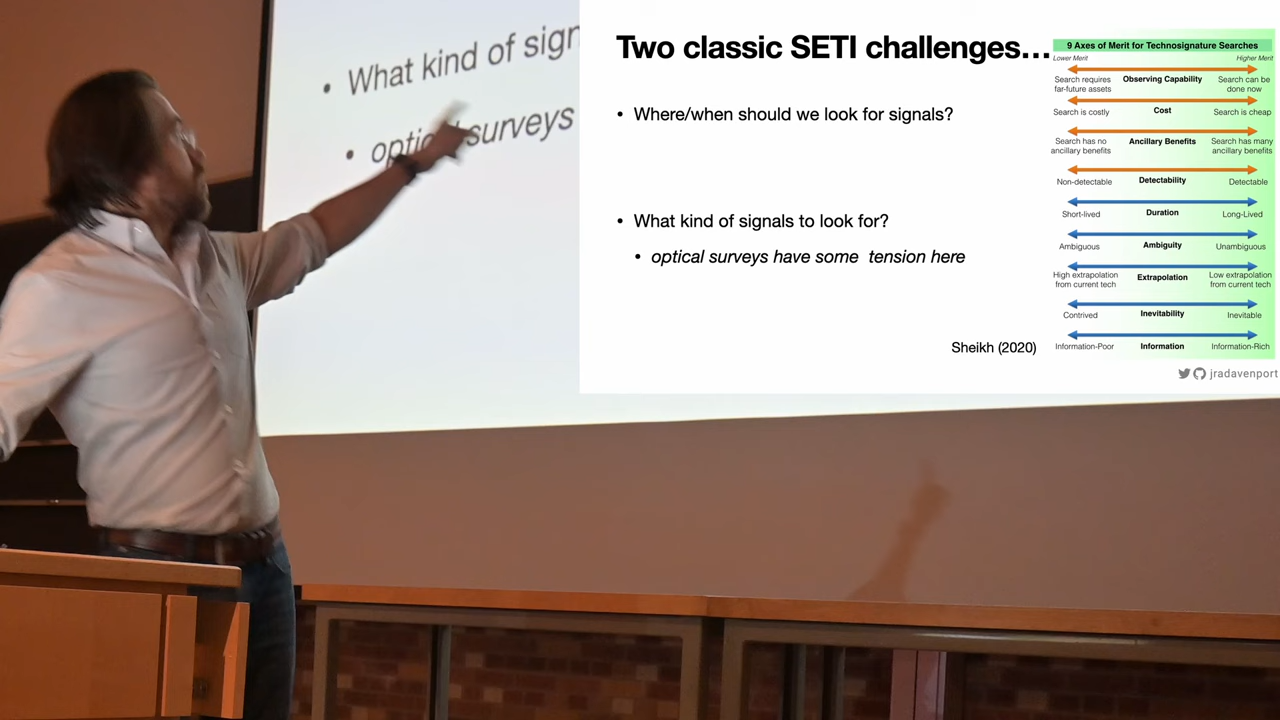 • What kind of sign
• optic surveys
Two classic SETI challenges…
• Where/when should we look for signals?
• What kind of signals to look for?
• optical surveys have some tension here
Sheikh (2020)
9 Axes of Merit for Technosignature Searches
Lower Merit Higher Merit
Search requires far-future assets Observing Capability Search can be done now
Search is costly Cost Search is cheap
Search has no ancillary benefits Ancillary Benefits Search has many ancillary benefits
Non-detectable Detectability Detectable
Short-lived Duration Long-Lived
Ambiguous Ambiguity Unambiguous
High extrapolation from current tech Extrapolation Low extrapolation from current tech
Contrived Inevitability Inevitable
Information-Poor Information Information-Rich
jradavenport